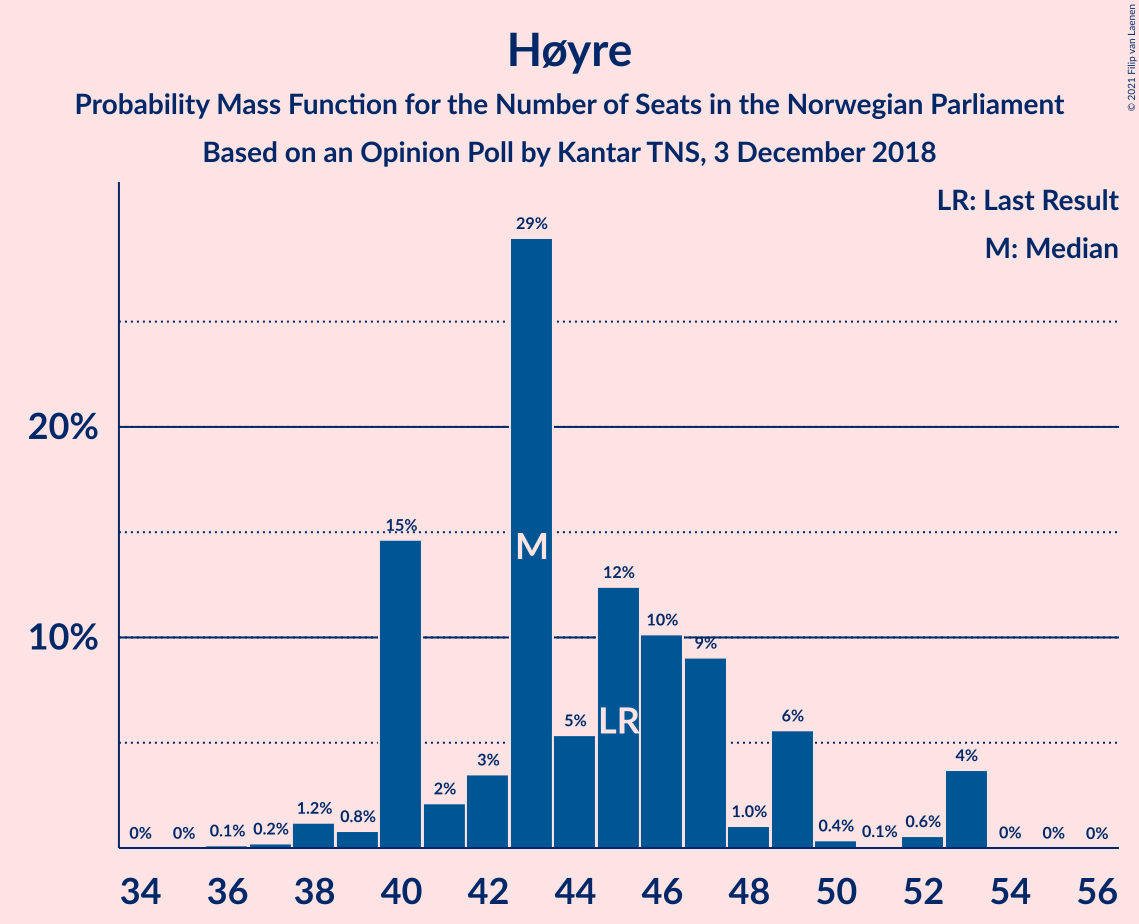 Høyre
Probability Mass Function for the Number of Seats in the Norwegian Parliament
Based on an Opinion Poll by Kantar TNS, 3 December 2018
© 2021 Filip van Laenen
LR: Last Result
M: Median
20%
10%
0%
0%
0.1%
0.2%
1.2%
0.8%
15%
2%
3%
29%
5%
12%
10%
9%
1.0%
6%
0.4%
0.1%
0.6%
4%
0%
0%
0%
M
LR
34 36 38 40 42 44 46 48 50 52 54 56